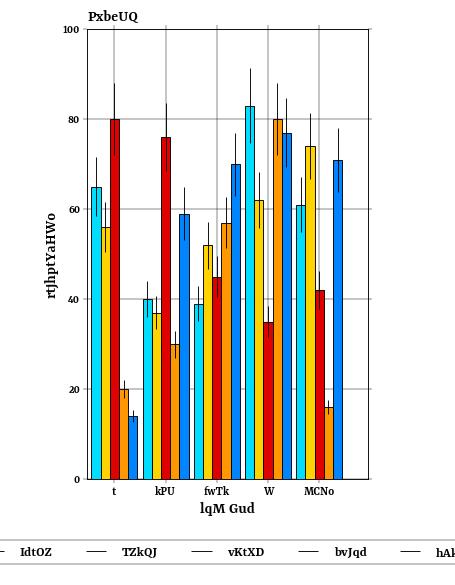 PxbeUQ
100
80
60
40
20
0
rtJhptYaHWo
t kPU fwTk W MCNo
lqM Gud
IdtOZ TZkQJ vKtXD bvJqd